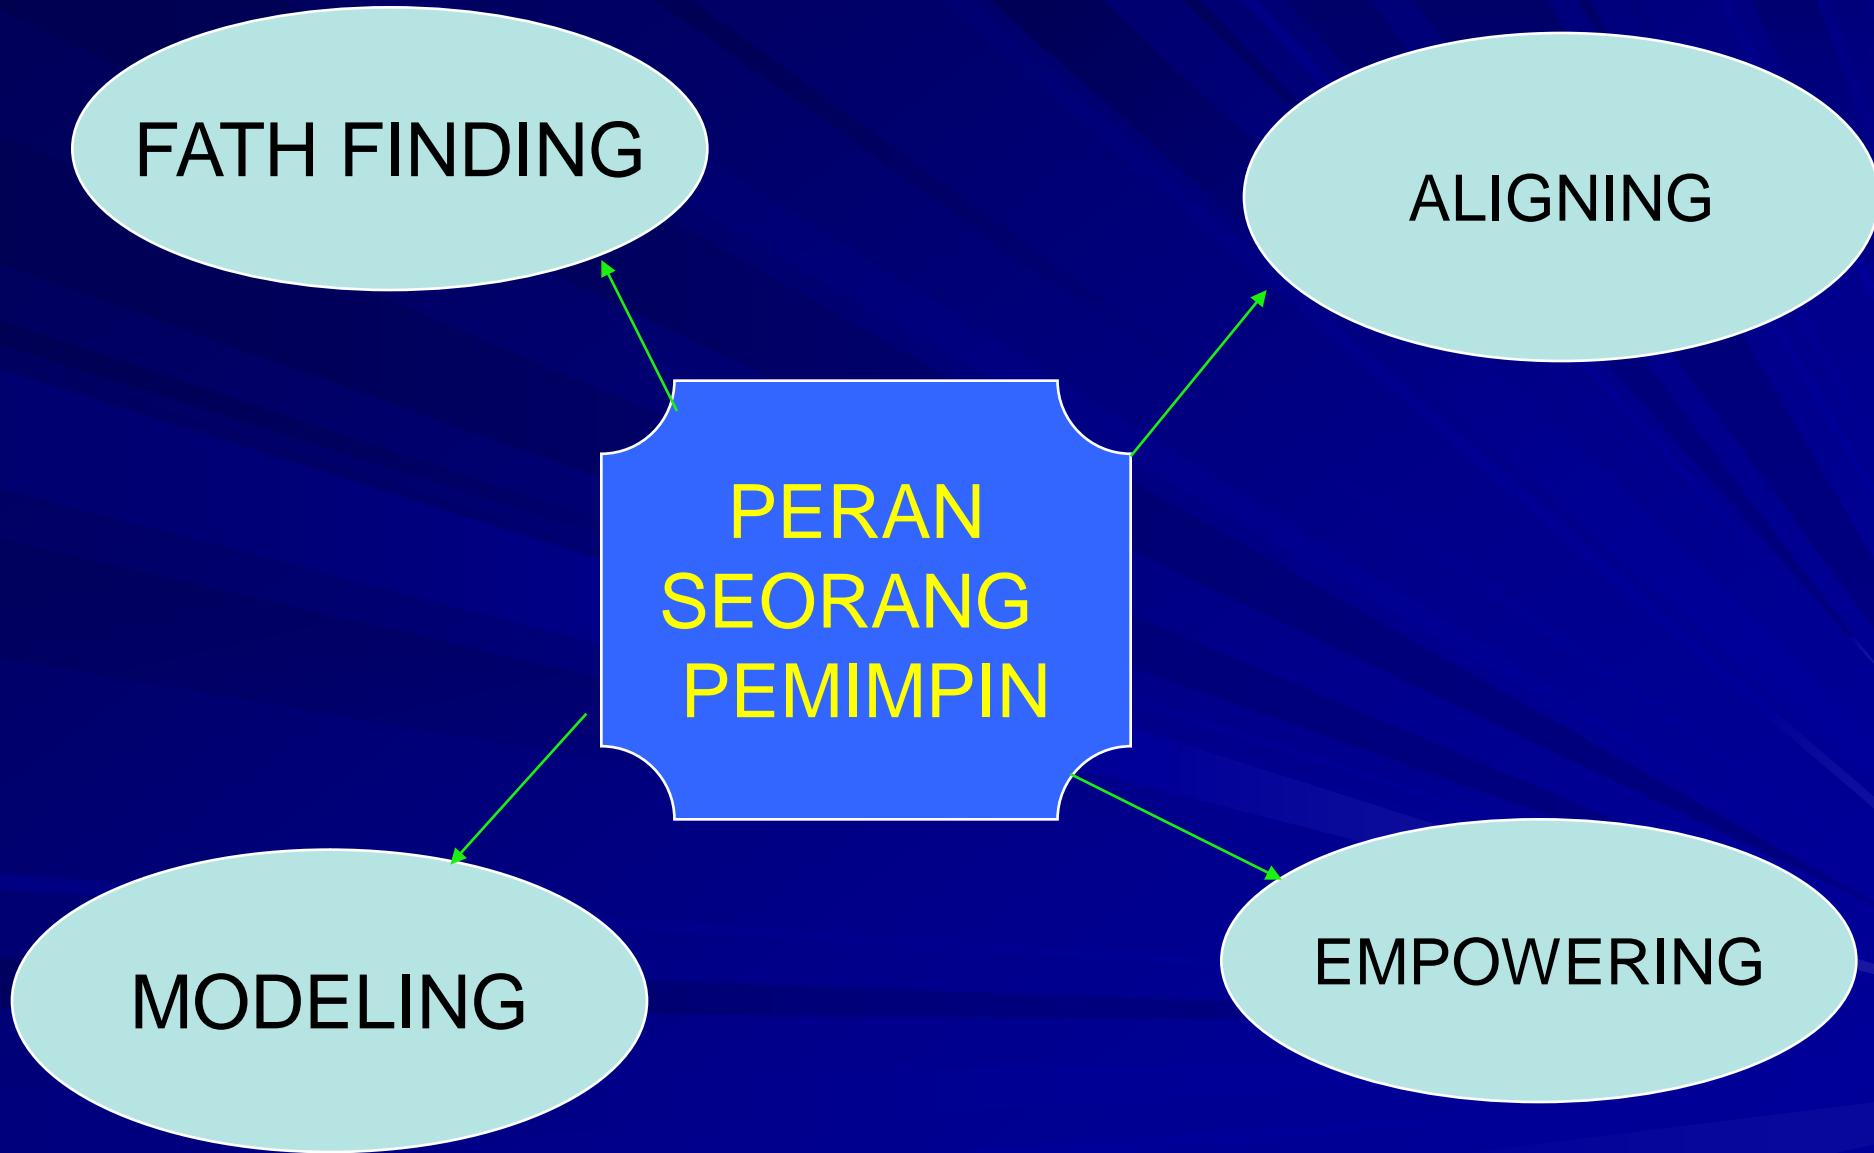 FATH FINDING
ALIGNING
PERAN
SEORANG
PEMIMPIN
MODELING
EMPOWERING